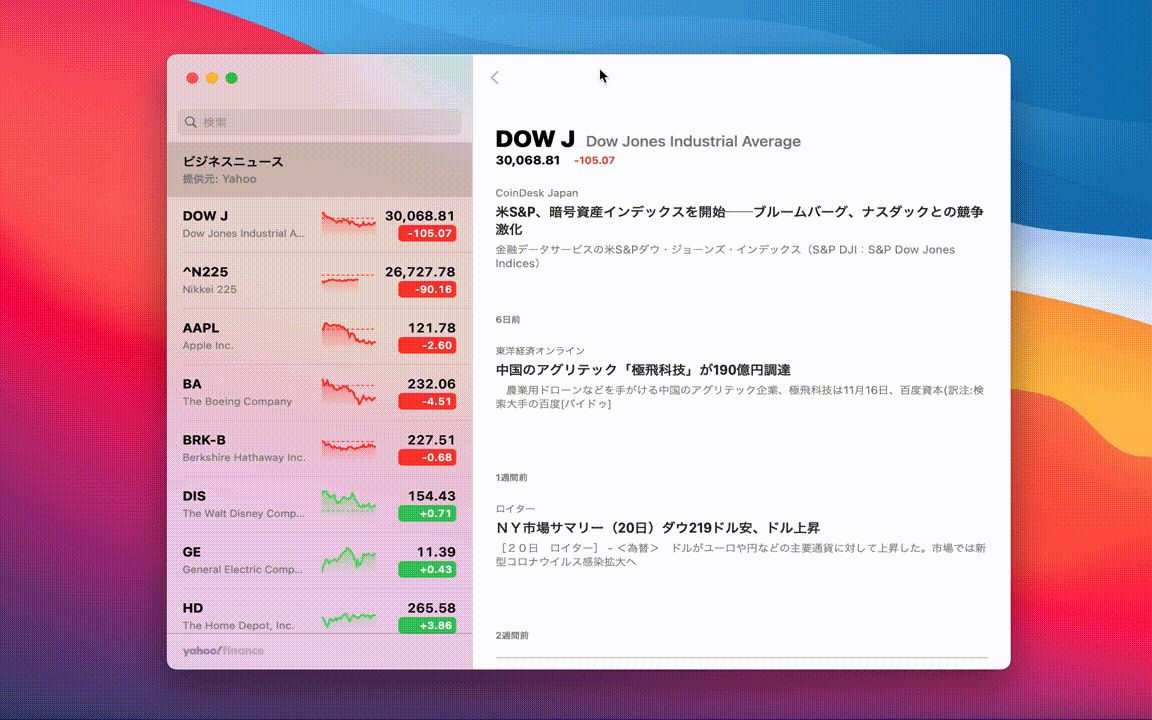 検索
ビジネスニュース
提供元: Yahoo
DOW J
30,068.81
Dow Jones Industrial A...
-105.07
^N225
26,727.78
Nikkei 225
-90.16
AAPL
121.78
Apple Inc.
-2.60
BA
232.06
The Boeing Company
-4.51
BRK-B
227.51
Berkshire Hathaway Inc.
-0.68
DIS
154.43
The Walt Disney Comp...
+0.71
GE
11.39
General Electric Comp...
+0.43
HD
265.58
The Home Depot, Inc.
+3.86
yahoo!finance
DOW J Dow Jones Industrial Average
30,068.81 -105.07
CoinDesk Japan
米S&P、暗号資産インデックスを開始──ブルームバーグ、ナスダックとの競争
激化
金融データサービスの米S&Pダウ・ジョーンズ・インデックス（S&P DJI：S&P Dow Jones
Indices）
6日前
東洋経済オンライン
中国のアグリテック「極飛科技」が190億円調達
農業用ドローンなどを手がける中国のアグリテック企業、極飛科技は11月16日、百度資本(訳注:検
索大手の百度[バイドゥ]
1週間前
ロイター
ＮＹ市場サマリー（20日）ダウ219ドル安、ドル上昇
［２０日　ロイター］ - ＜為替＞　ドルがユーロや円などの主要通貨に対して上昇した。市場では新
型コロナウイルス感染拡大へ
2週間前